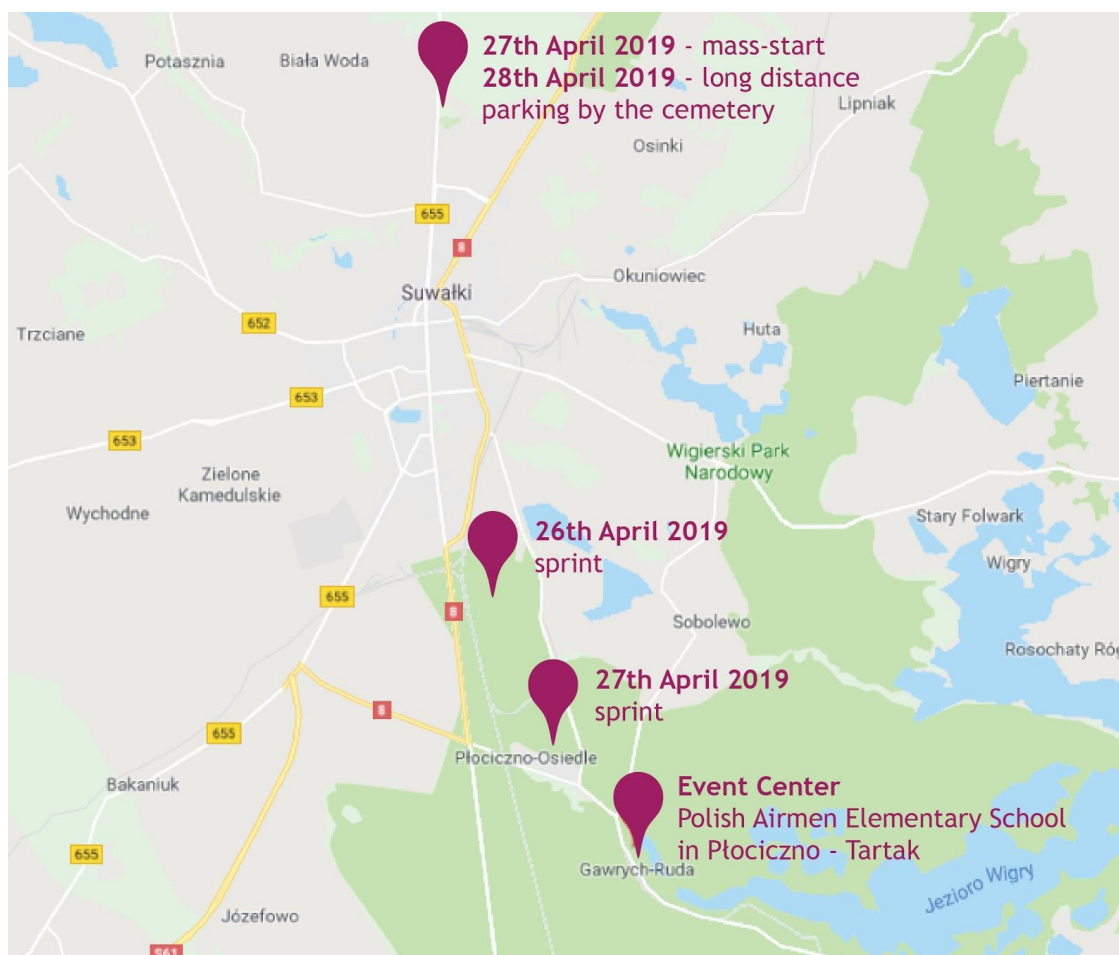 27th April 2019 - mass-start
28th April 2019 - long distance
parking by the cemetery
Potasznia
Biała Woda
Lipniak
Osinki
655
8
Okuniowiec
Suwałki
652
Trzciane
Huta
Piertanie
653
653
Wigierski Park
Narodowy
Zielone
Kamedulskie
Wychodne
Stary Folwark
26th April 2019
sprint
Wigry
655
8
Sobolewo
Rosochaty Róg
27th April 2019
sprint
8
655
Płociczno-Osiedle
Bakaniuk
Event Center
Polish Airmen Elementary School
in Płociczno - Tartak
655
Gawrych-Ruda
Jezioro Wigry
Józefowo
S61